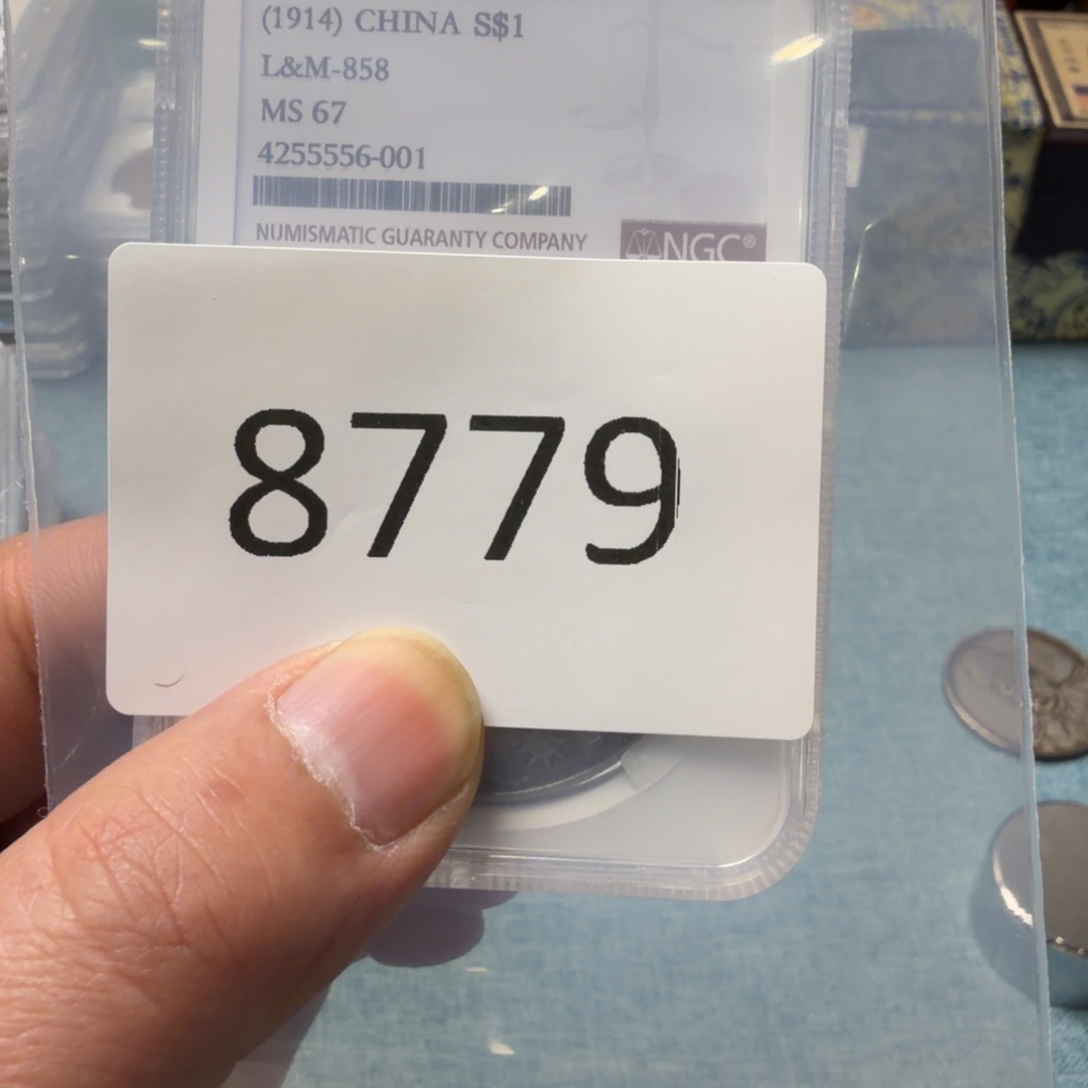 (1914) CHINA S$1
L&M-858
MS 67
4255556-001
NUMISMATIC GUARANTY COMPANY
NGC®
8779